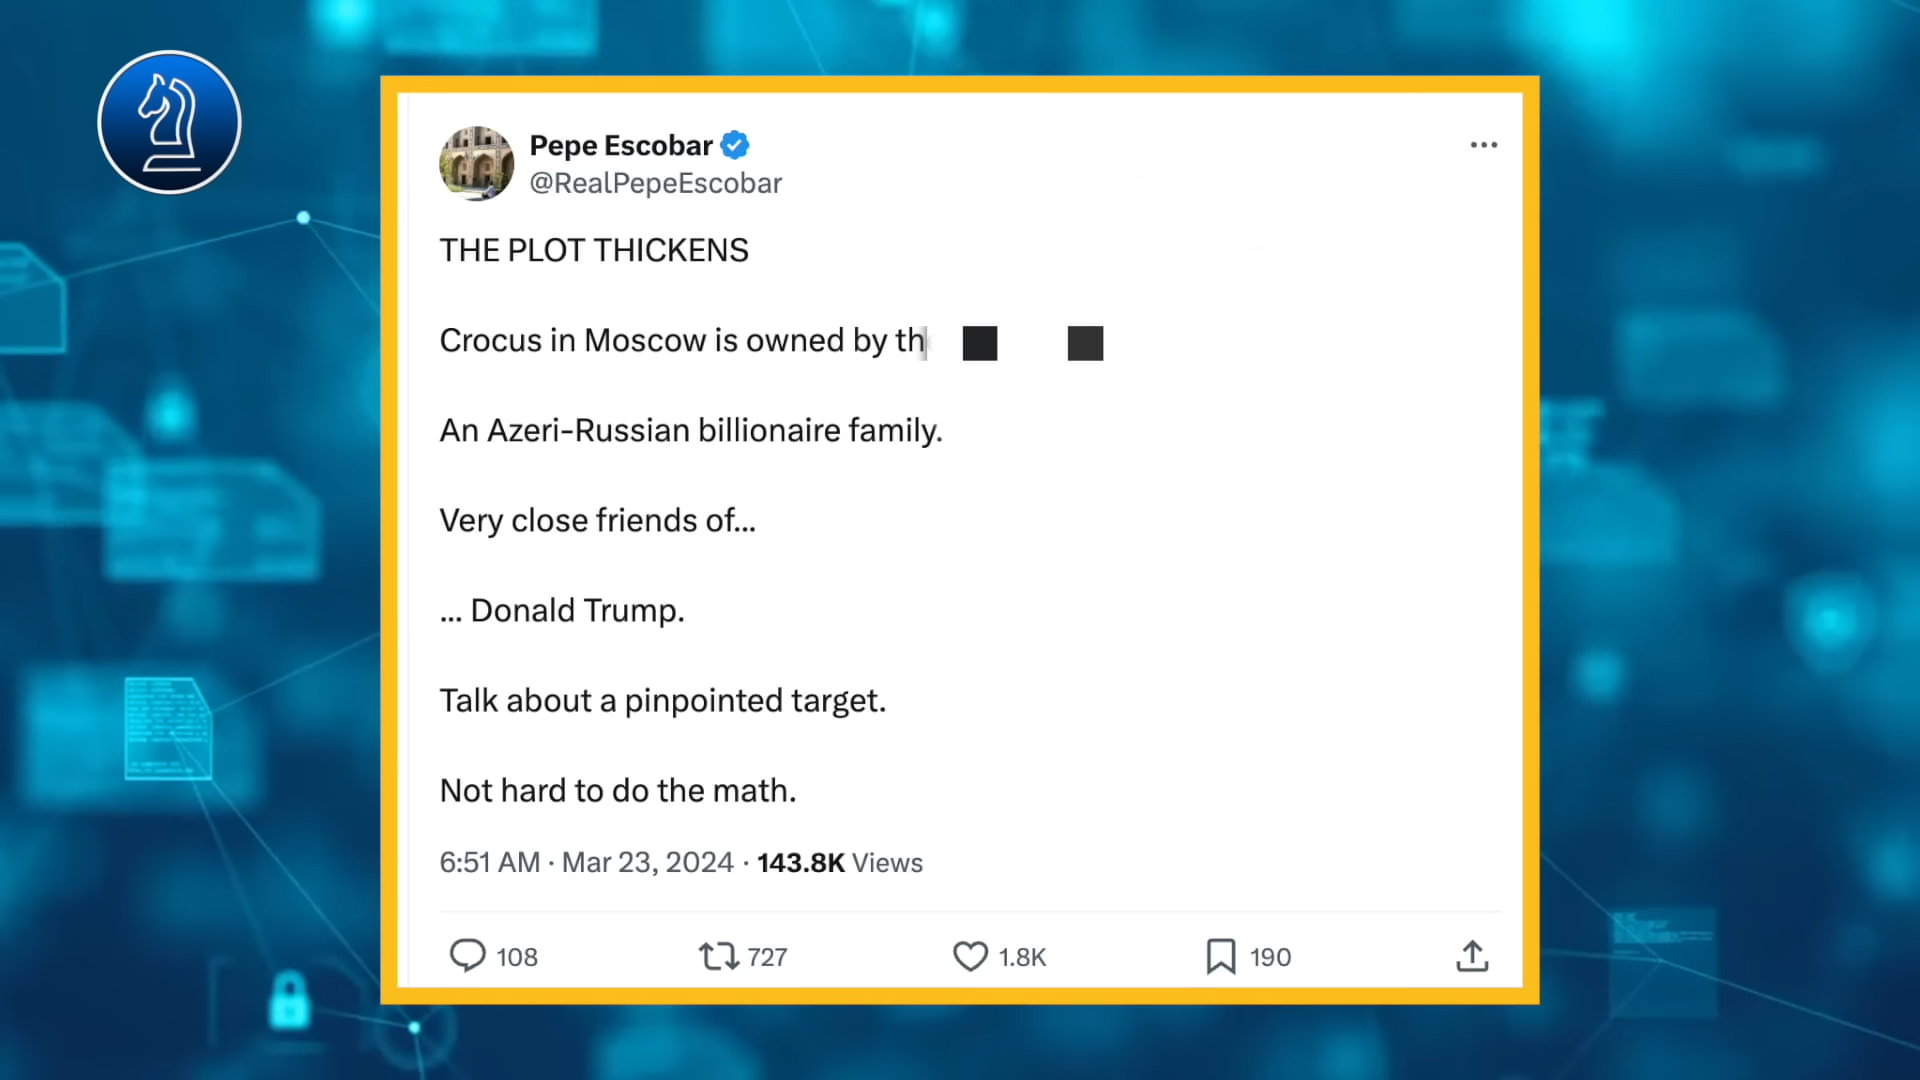 Pepe Escobar
@RealPepeEscobar
THE PLOT THICKENS
Crocus in Moscow is owned by
An Azeri-Russian billionaire family.
Very close friends of...
... Donald Trump.
Talk about a pinpointed target.
Not hard to do the math.
6:51 AM · Mar 23, 2024 · 143.8K Views
108 727 1.8K 190